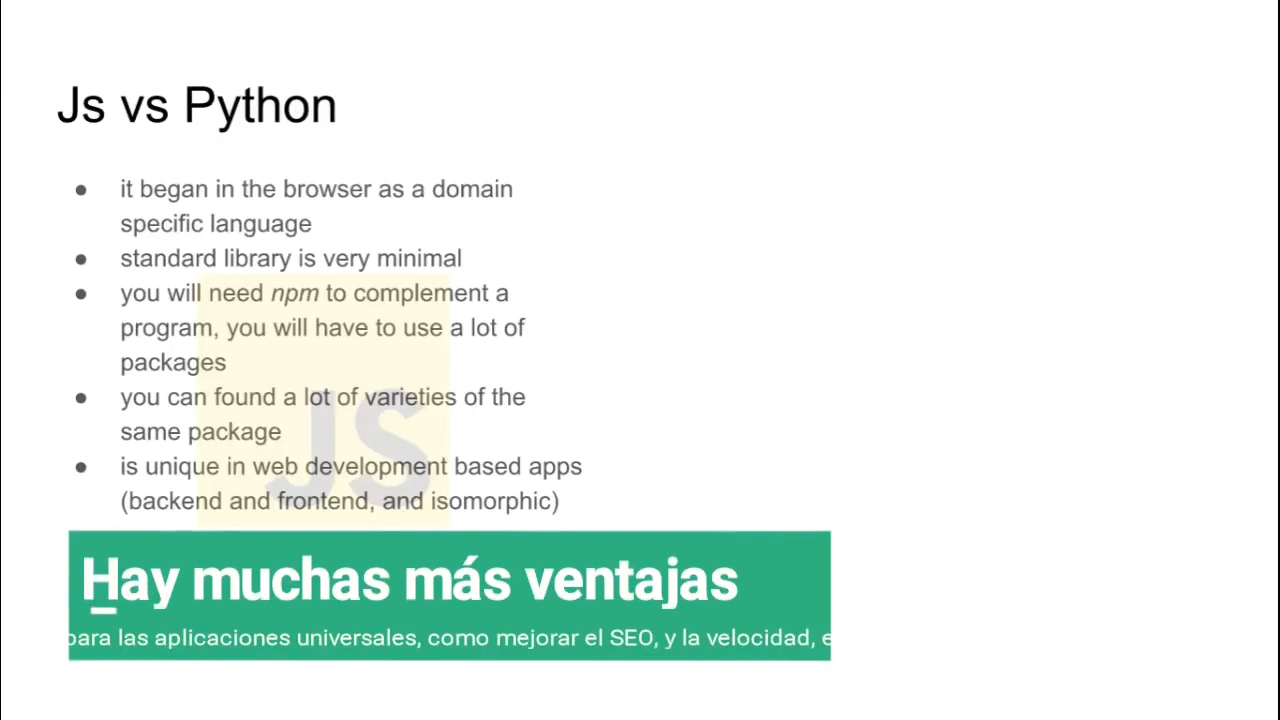 Js vs Python
● it began in the browser as a domain
specific language
● standard library is very minimal
● you will need npm to complement a
program, you will have to use a lot of
packages
● you can found a lot of varieties of the
same package
● is unique in web development based apps
(backend and frontend, and isomorphic)
JS
Hay muchas más ventajas
para las aplicaciones universales, como mejorar el SEO, y la velocidad,